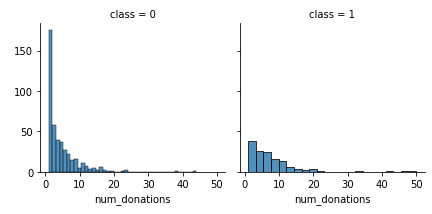 class = 0
class = 1
150
100
50
0
0 10 20 30 40 50
0 10 20 30 40 50
num_donations
num_donations